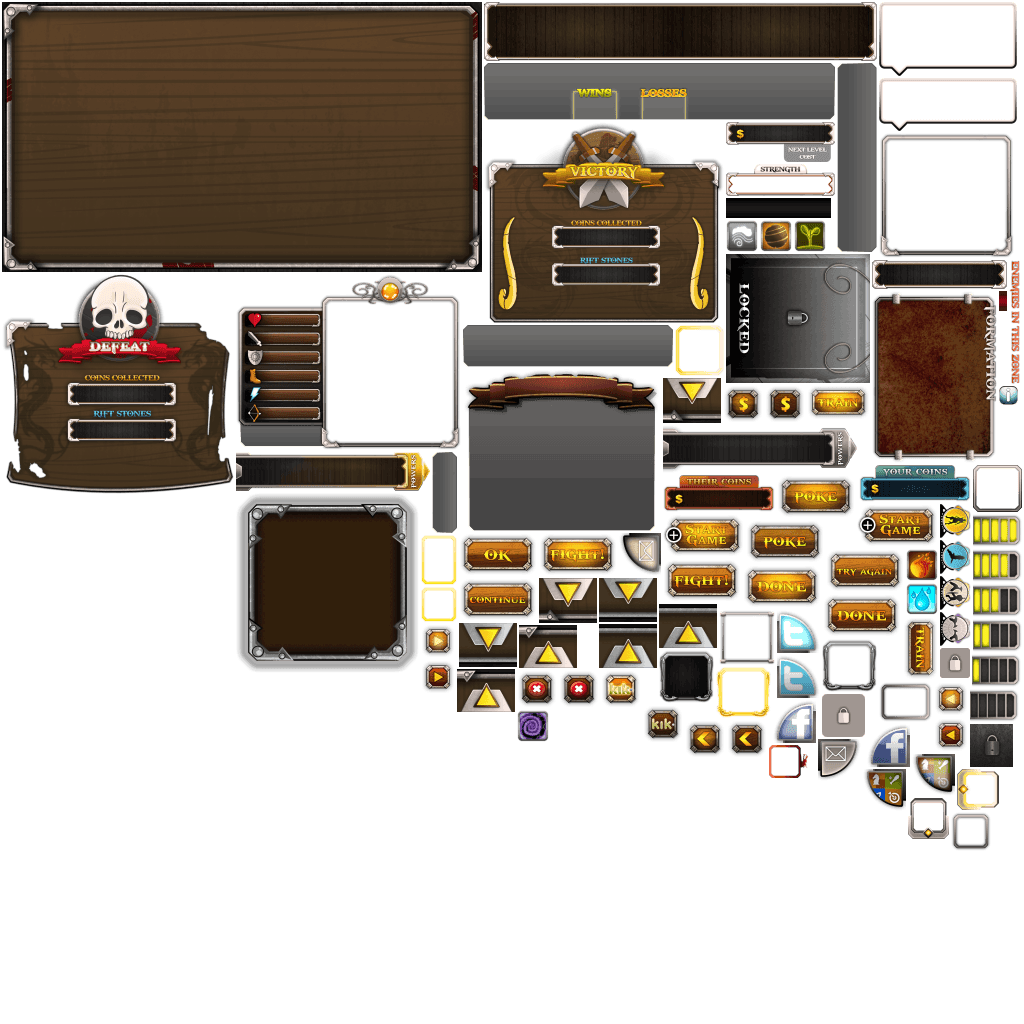 WINS
LOSSES
$
NEXT LEVEL
COST
STRENGTH
VICTORY
COINS COLLECTED
RIFT STONES
LOCKED
ENEMIES IN THIS ZONE
FORMATION
i
DEFEAT
COINS COLLECTED
RIFT STONES
$
$
TRAIN
POWERS
POWERS
THEIR COINS
$
POKE
YOUR COINS
$
START
GAME
START
GAME
POKE
OK
FIGHT!
TRY AGAIN
FIGHT!
DONE
CONTINUE
DONE
TRAIN
t
t
kik
kik
f
f